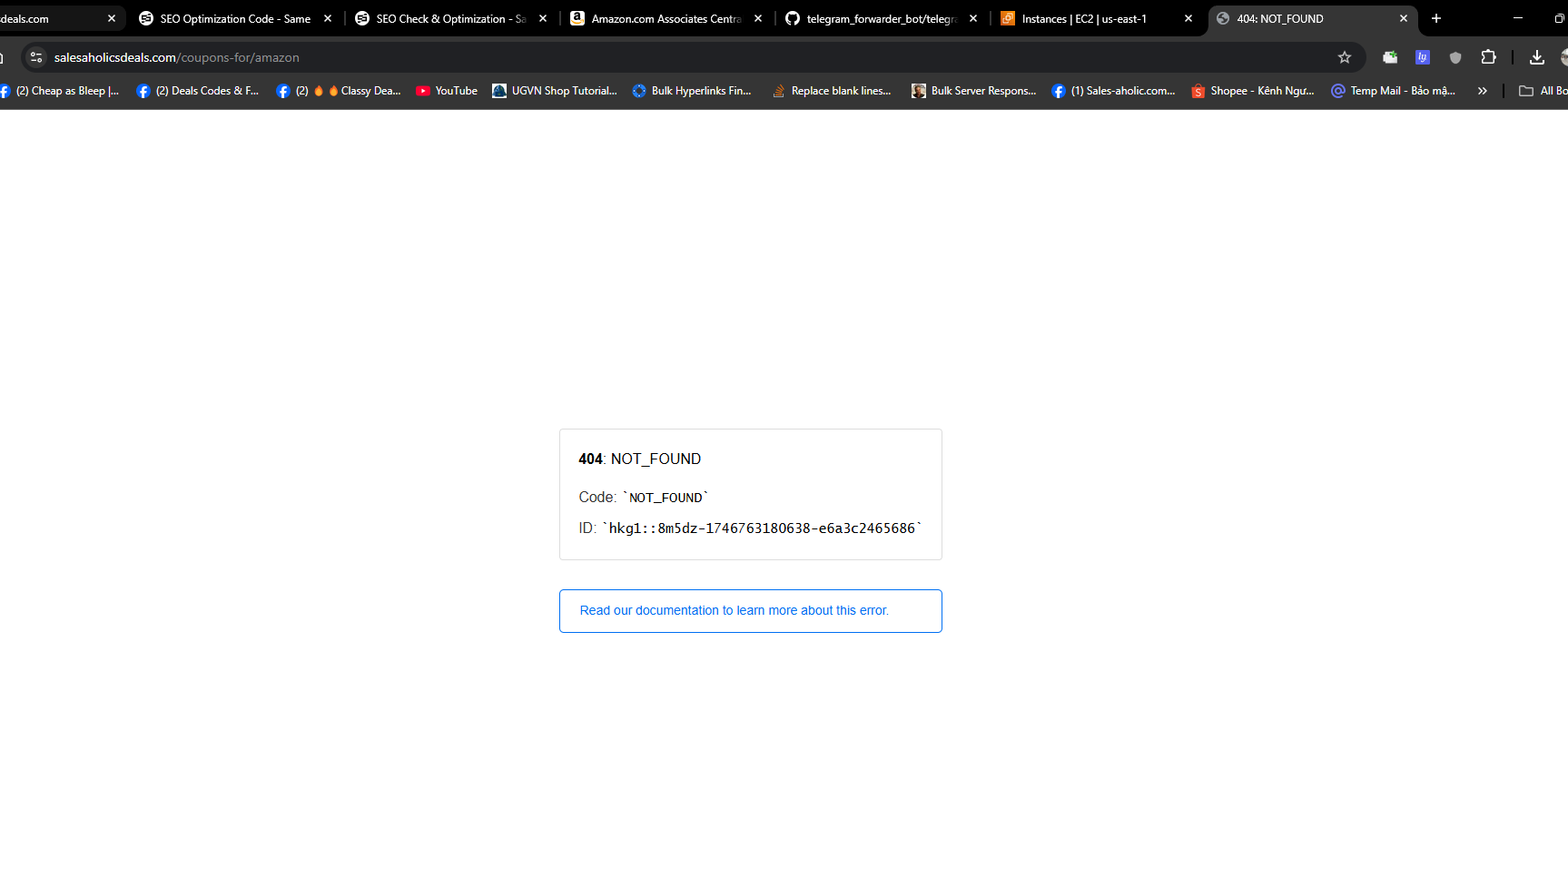 sdeals.com
SEO Optimization Code - Same
SEO Check & Optimization - Sa
Amazon.com Associates Centra
telegram_forwarder_bot/telegra
Instances | EC2 | us-east-1
404: NOT_FOUND
salesaholicsdeals.com/coupons-for/amazon
(2) Cheap as Bleep |...
(2) Deals Codes & F...
(2) 🔥🔥Classy Dea...
YouTube
UGVN Shop Tutorial...
Bulk Hyperlinks Fin...
Replace blank lines...
Bulk Server Respons...
(1) Sales-aholic.com...
Shopee - Kênh Ngư...
Temp Mail - Bảo mậ...
All Bo
404: NOT_FOUND
Code: `NOT_FOUND`
ID: `hkg1::8m5dz-1746763180638-e6a3c2465686`
Read our documentation to learn more about this error.